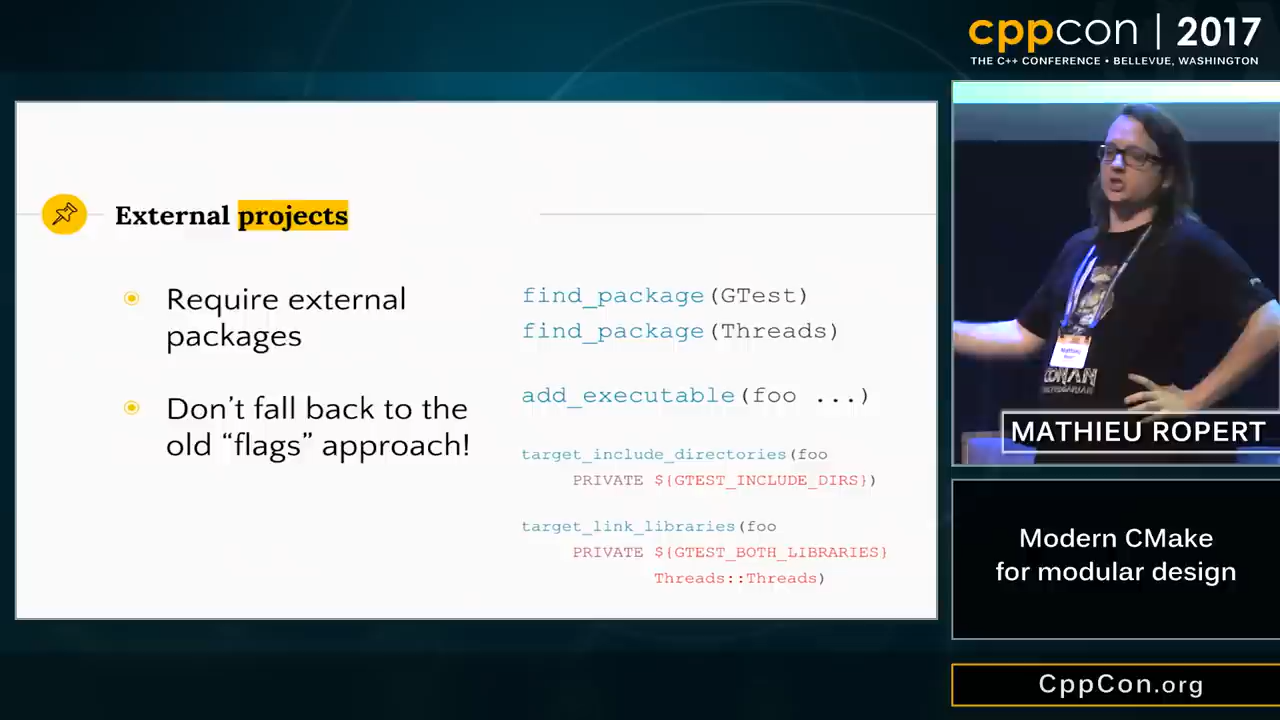 cppcon | 2017
THE C++ CONFERENCE • BELLEVUE, WASHINGTON
External projects
Require external
packages
Don't fall back to the
old “flags” approach!
find_package(GTest)
find_package(Threads)
add_executable(foo ...)
target_include_directories(foo
PRIVATE ${GTEST_INCLUDE_DIRS})
target_link_libraries(foo
PRIVATE ${GTEST_BOTH_LIBRARIES}
Threads::Threads)
Mathieu
CONAN
MATHIEU ROPERT
Modern CMake
for modular design
CppCon.org